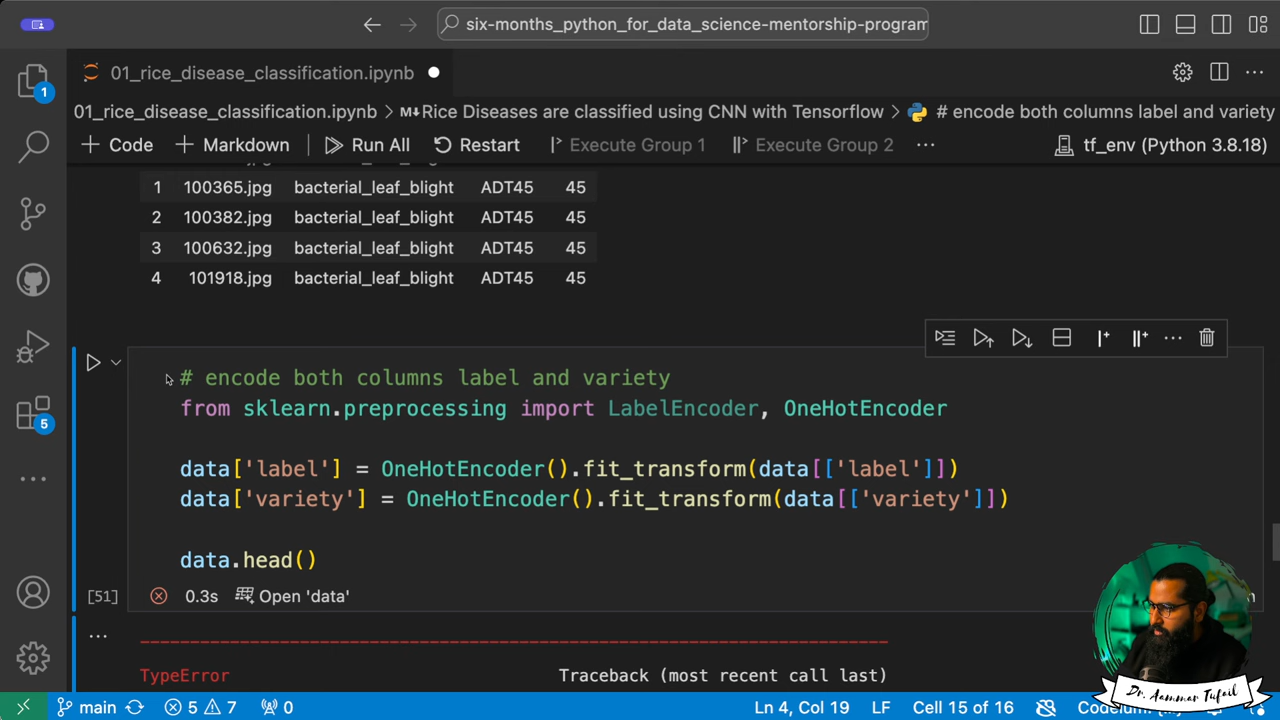 six-months_python_for_data_science-mentorship-program
01_rice_disease_classification.ipynb
01_rice_disease_classification.ipynb > M↓Rice Diseases are classified using CNN with Tensorflow > # encode both columns label and variety
+ Code + Markdown Run All Restart Execute Group 1 Execute Group 2 ... tf_env (Python 3.8.18)
1 100365.jpg bacterial_leaf_blight ADT45 45
2 100382.jpg bacterial_leaf_blight ADT45 45
3 100632.jpg bacterial_leaf_blight ADT45 45
4 101918.jpg bacterial_leaf_blight ADT45 45
# encode both columns label and variety
from sklearn.preprocessing import LabelEncoder, OneHotEncoder
data['label'] = OneHotEncoder().fit_transform(data[['label']])
data['variety'] = OneHotEncoder().fit_transform(data[['variety']])
data.head()
[51] 0.3s Open 'data'
TypeError Traceback (most recent call last)
main 5 7 0 Ln 4, Col 19 LF Cell 15 of 16
1
5
Dr. Aammar Tufail